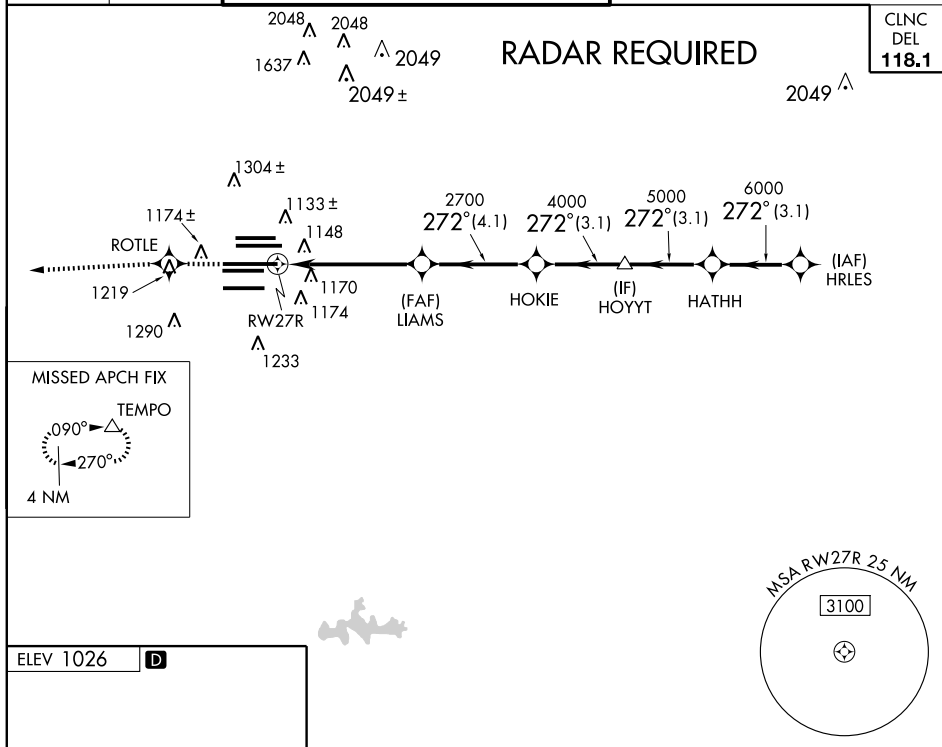 2048
2048
1637
2049
2049 ±
RADAR REQUIRED
CLNC
DEL
118.1
2049
1304 ±
1133 ±
1174 ±
1148
ROTLE
1219
1170
1174
RW27R
1290
1233
2700
272° (4.1)
4000
272° (3.1)
5000
272° (3.1)
6000
272° (3.1)
(FAF)
LIAMS
HOKIE
(IF)
HOYYT
HATHH
(IAF)
HRLES
MISSED APCH FIX
TEMPO
090°
270°
4 NM
MSA RW27R 25 NM
3100
ELEV 1026 D